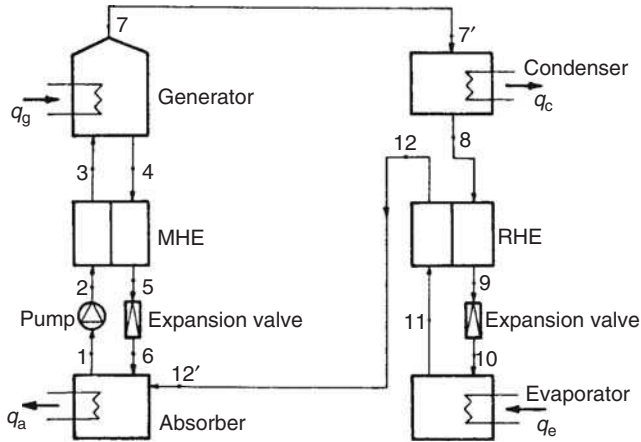 7
7′
Condenser
Generator
q_g
q_c
3
4
12
8
MHE
RHE
2
5
9
Pump
Expansion valve
11
Expansion valve
1
6
10
12′
Evaporator
q_a
Absorber
q_e